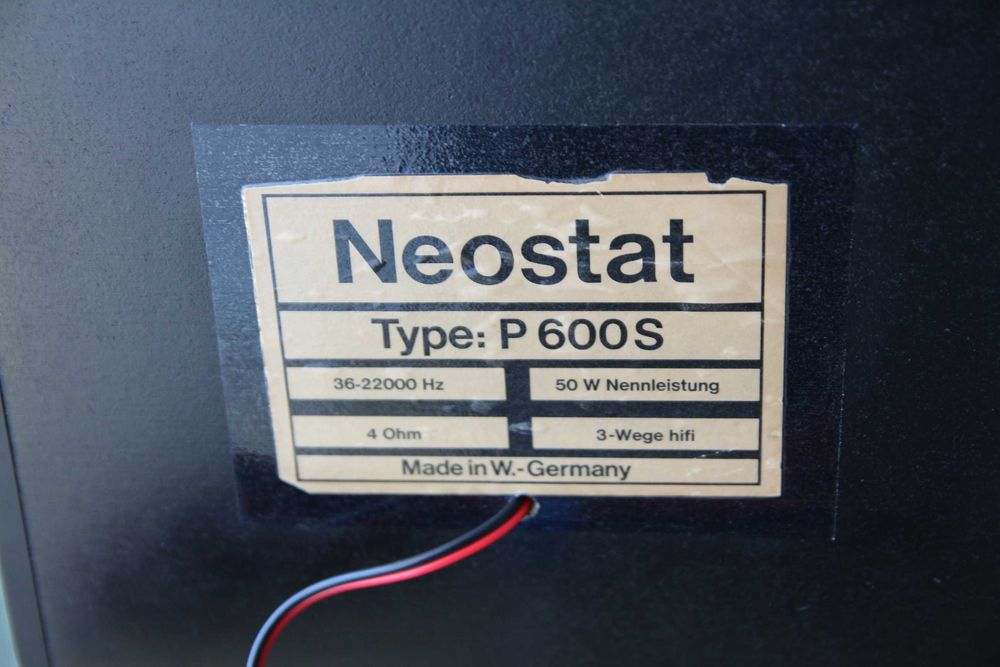 Neostat
Type: P 600 S
36-22000 Hz
50 W Nennleistung
4 Ohm
3-Wege hifi
Made in W.-Germany